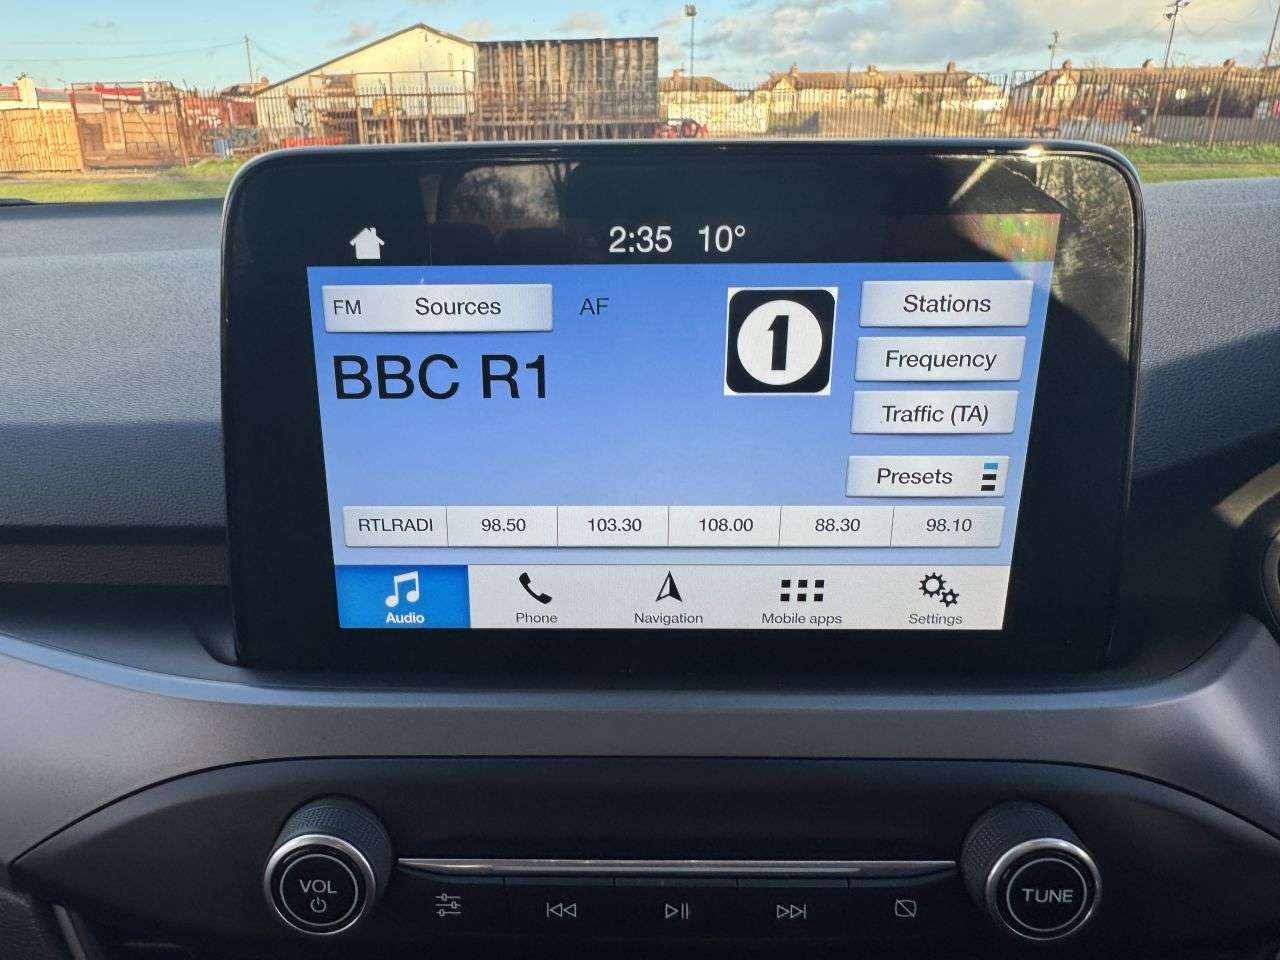 2:35 10°
FM Sources AF
1
Stations
BBC R1
Frequency
Traffic (TA)
Presets
RTLRADI 98.50 103.30 108.00 88.30 98.10
Audio Phone Navigation Mobile apps Settings
VOL
TUNE